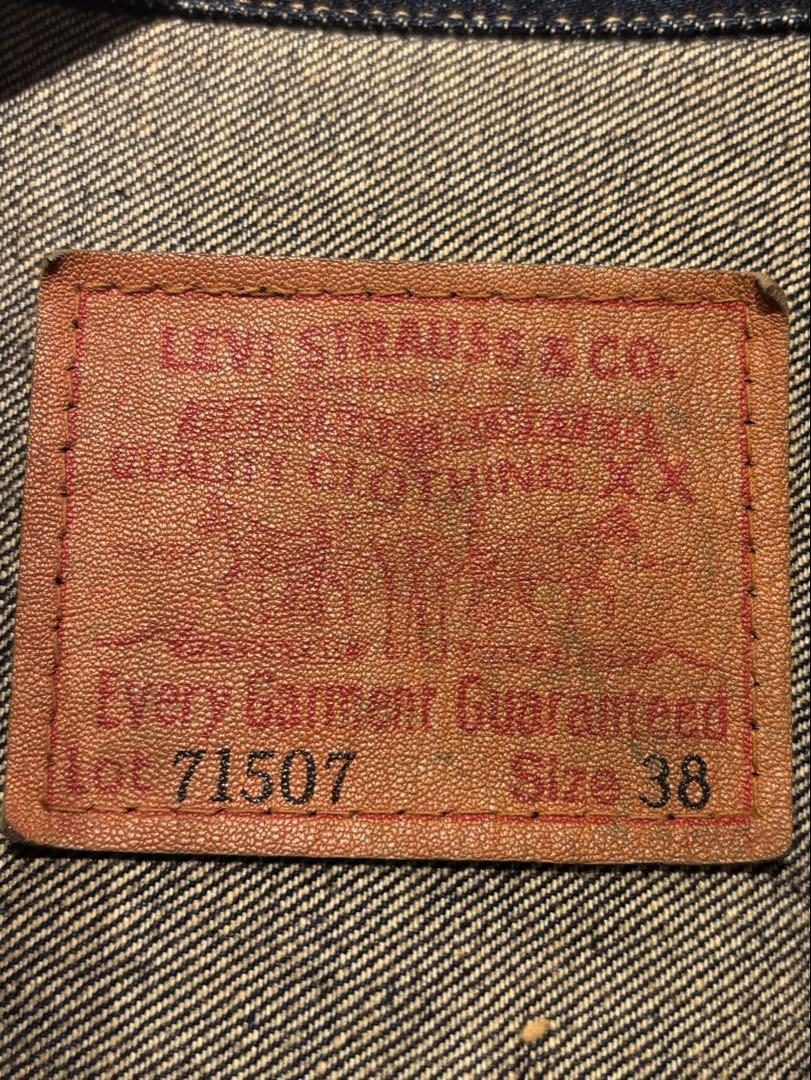 LEVI STRAUSS & CO.
QUALITY CLOTHING. XX
Every Garment Guaranteed
Lot 71507 Size 38